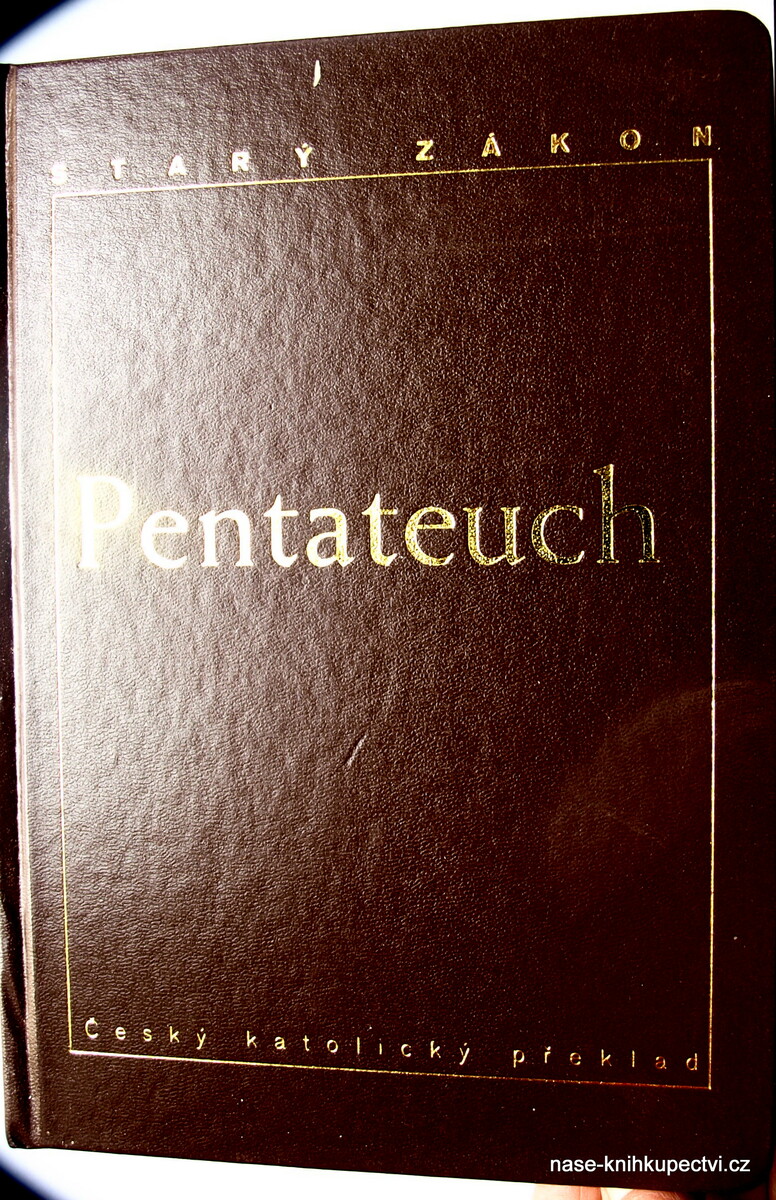 STARÝ ZÁKON
Pentateuch
Český katolický překlad
nase-knihkupectvi.cz